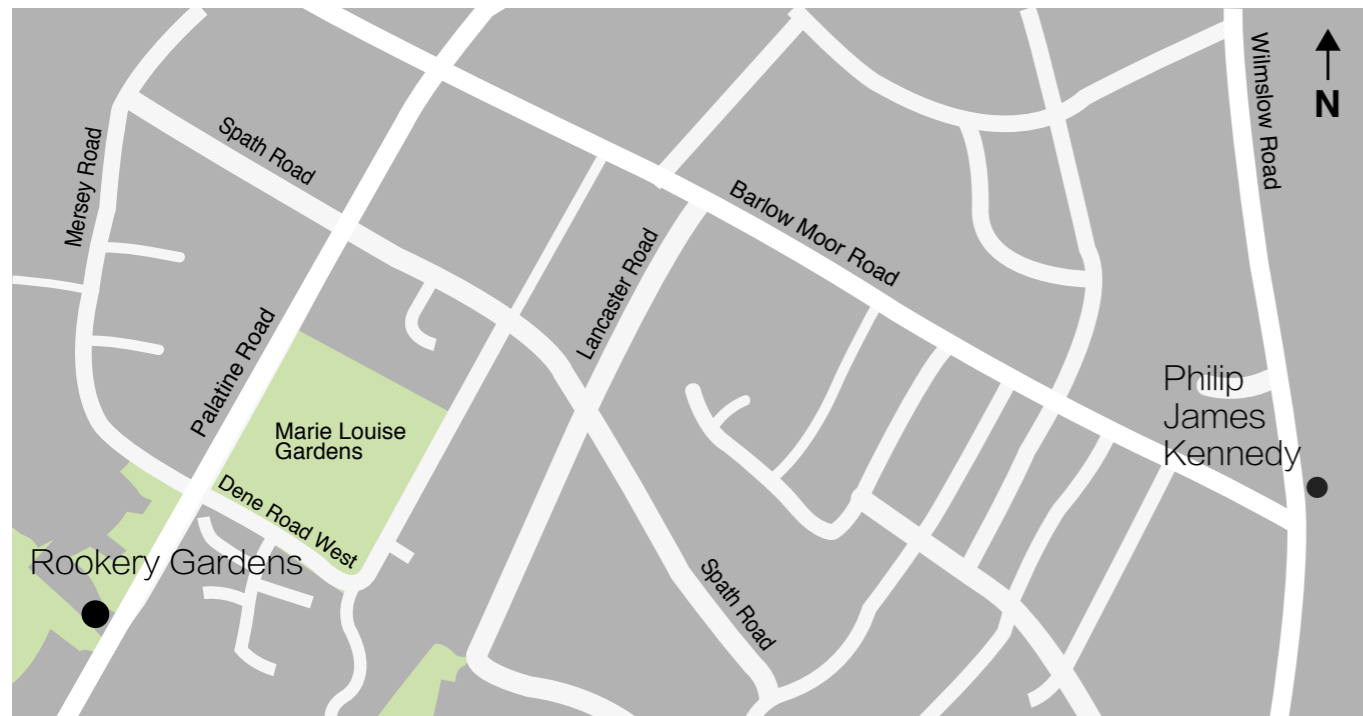 Wilmslow Road
N
Spath Road
Mersey Road
Barlow Moor Road
Lancaster Road
Palatine Road
Philip
James
Kennedy
Marie Louise
Gardens
Dene Road West
Rookery Gardens
Spath Road